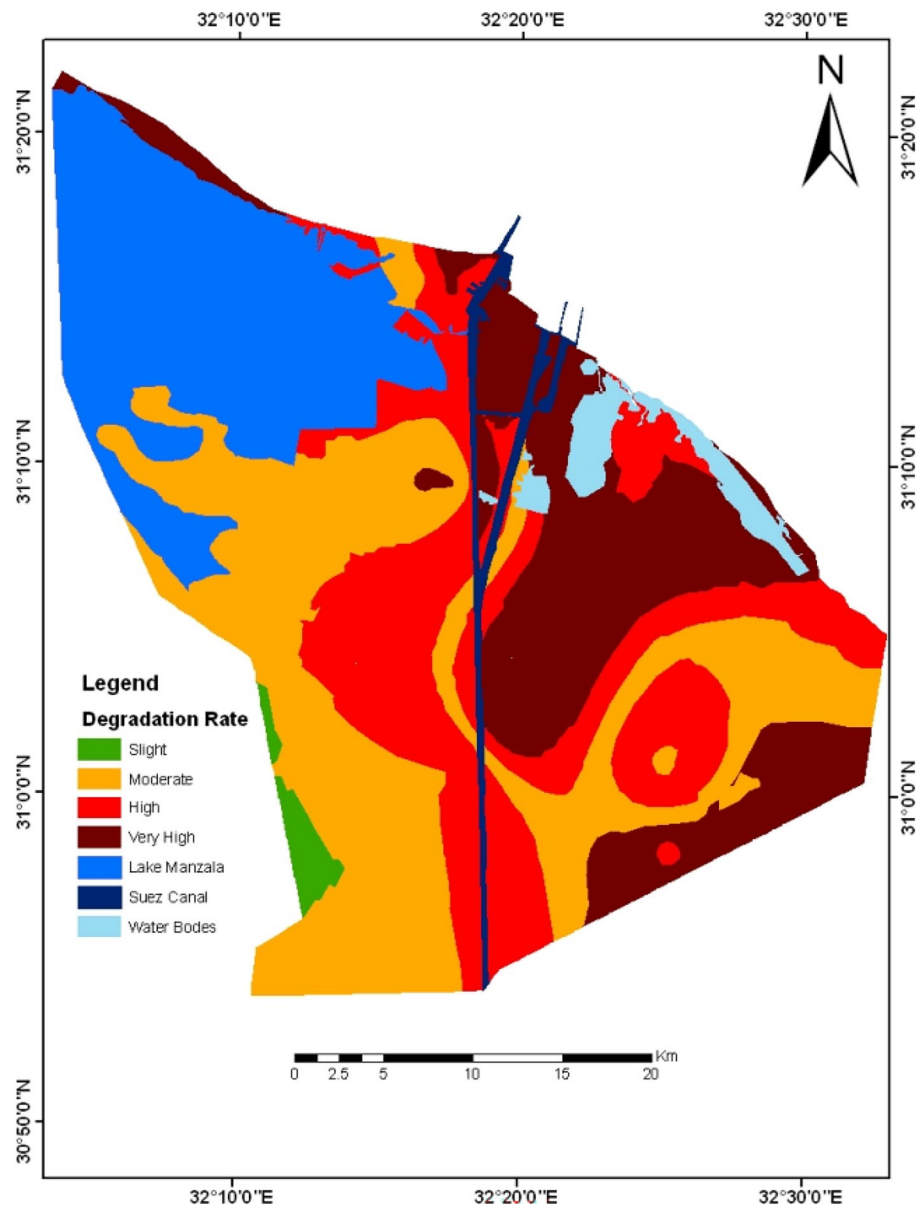 32°10'0"E 32°20'0"E 32°30'0"E
N
31°20'0"N 31°20'0"N
31°10'0"N 31°10'0"N
Legend
Degradation Rate
Slight
Moderate
High
Very High
Lake Manzala
Suez Canal
Water Bodes
31°0'0"N 31°0'0"N
Km
0 2.5 5 10 15 20
30°50'0"N
32°10'0"E 32°20'0"E 32°30'0"E